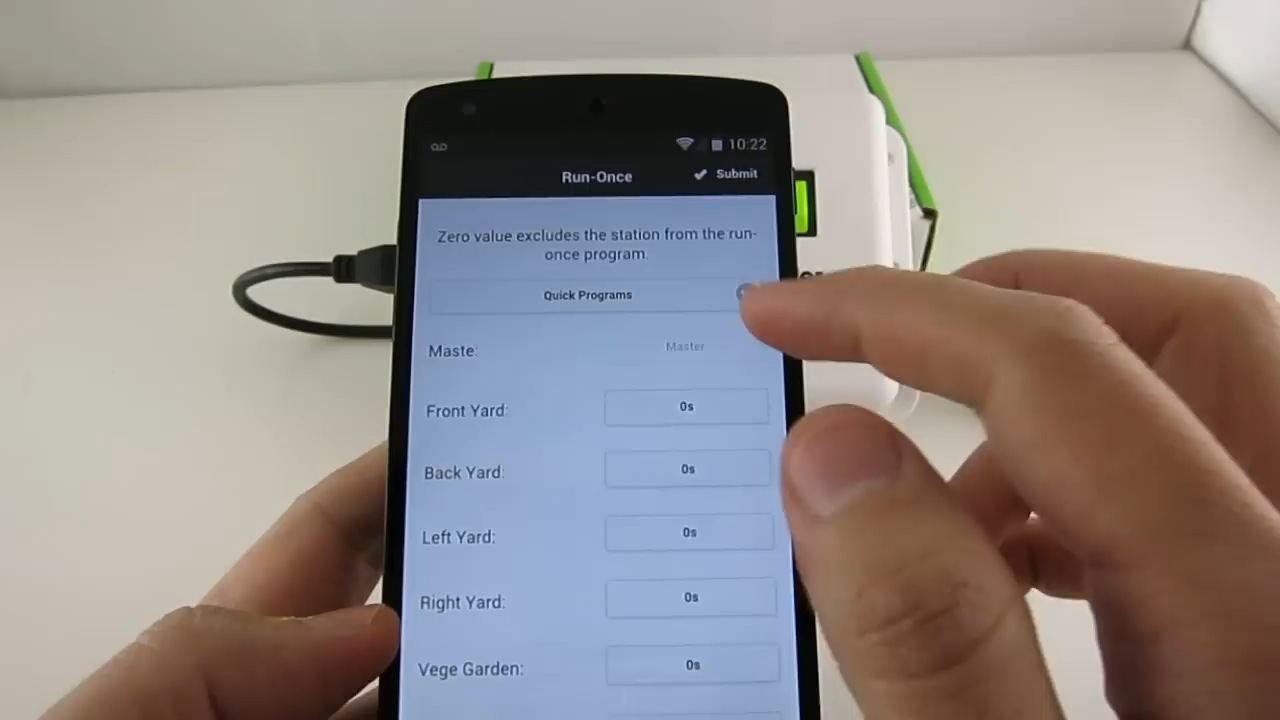 10:22
Run-Once
Submit
Zero value excludes the station from the run-
once program.
Quick Programs
Maste: Master
Front Yard: 0s
Back Yard: 0s
Left Yard: 0s
Right Yard: 0s
Vege Garden: 0s